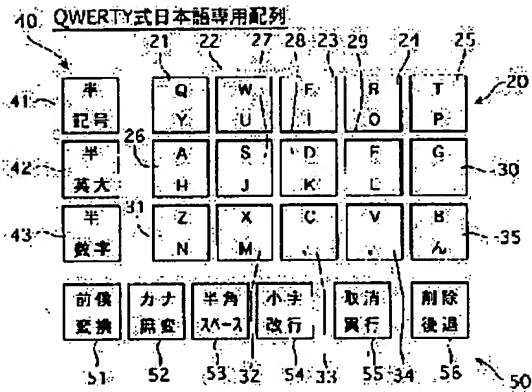 QWERTY式日本語専用配列
40 21 22 27 28 23 29 24 25
半 Q W E R T 20
41 記号 Y U I O P
26
半 A S D F G
42 英大 H J K L 30
半 31 Z X C V B
43 数字 N M 、 . ん 35
前候 カナ 半角 小字 取消 削除
変換 無変 スペース 改行 実行 後退
51 52 53 32 54 33 55 34 56 50